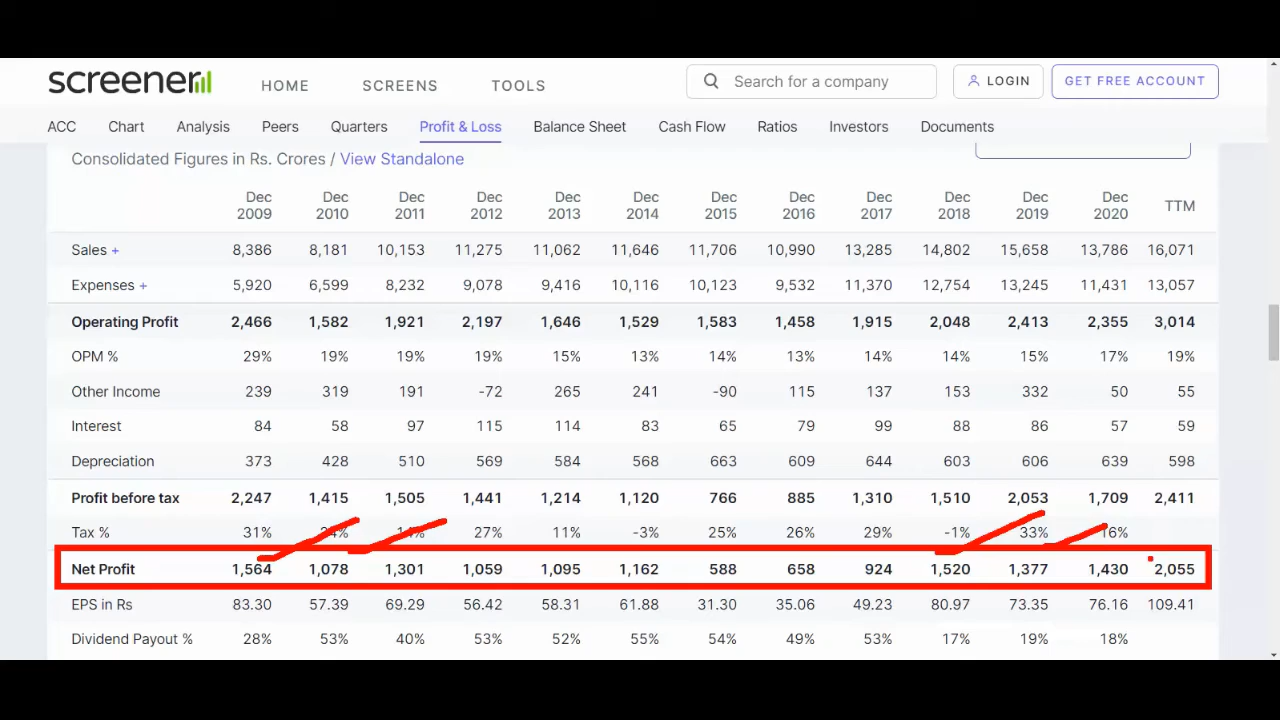 screener
HOME SCREENS TOOLS Search for a company LOGIN GET FREE ACCOUNT
ACC Chart Analysis Peers Quarters Profit & Loss Balance Sheet Cash Flow Ratios Investors Documents
Consolidated Figures in Rs. Crores / View Standalone
Dec 2009 Dec 2010 Dec 2011 Dec 2012 Dec 2013 Dec 2014 Dec 2015 Dec 2016 Dec 2017 Dec 2018 Dec 2019 Dec 2020 TTM
Sales + 8,386 8,181 10,153 11,275 11,062 11,646 11,706 10,990 13,285 14,802 15,658 13,786 16,071
Expenses + 5,920 6,599 8,232 9,078 9,416 10,116 10,123 9,532 11,370 12,754 13,245 11,431 13,057
Operating Profit 2,466 1,582 1,921 2,197 1,646 1,529 1,583 1,458 1,915 2,048 2,413 2,355 3,014
OPM % 29% 19% 19% 19% 15% 13% 14% 13% 14% 14% 15% 17% 19%
Other Income 239 319 191 -72 265 241 -90 115 137 153 332 50 55
Interest 84 58 97 115 114 83 65 79 99 88 86 57 59
Depreciation 373 428 510 569 584 568 663 609 644 603 606 639 598
Profit before tax 2,247 1,415 1,505 1,441 1,214 1,120 766 885 1,310 1,510 2,053 1,709 2,411
Tax % 31% 14% 27% 11% -3% 25% 26% 29% -1% 33% 16%
Net Profit 1,564 1,078 1,301 1,059 1,095 1,162 588 658 924 1,520 1,377 1,430 2,055
EPS in Rs 83.30 57.39 69.29 56.42 58.31 61.88 31.30 35.06 49.23 80.97 73.35 76.16 109.41
Dividend Payout % 28% 53% 40% 53% 52% 55% 54% 49% 53% 17% 19% 18%